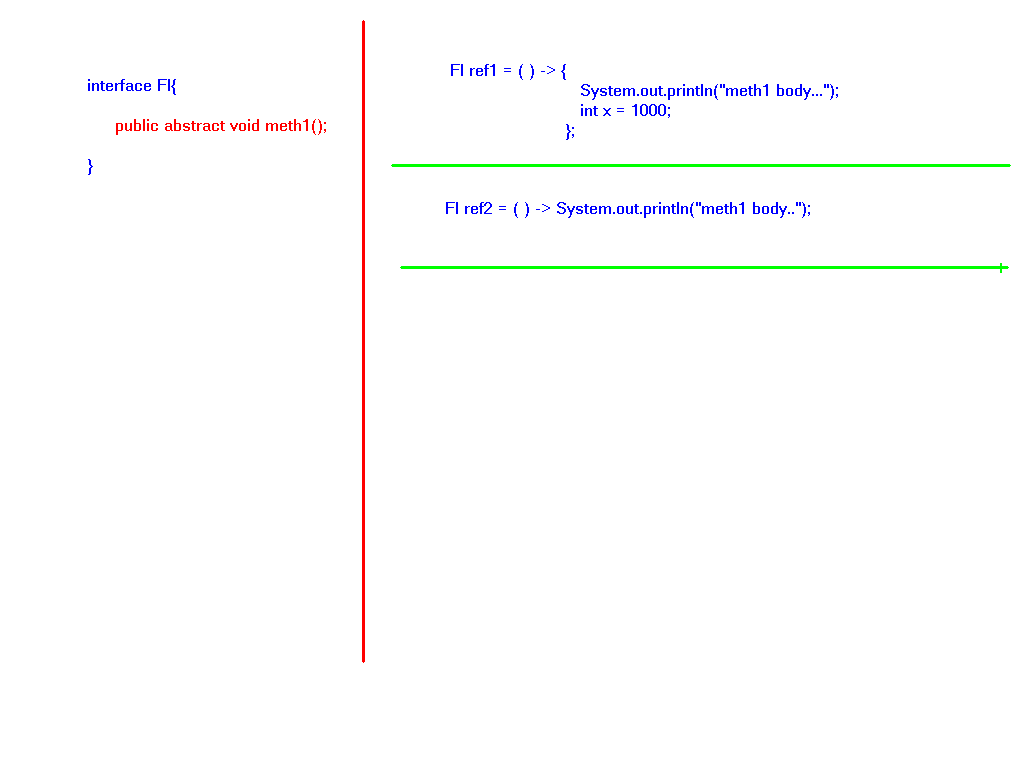 interface FI{
public abstract void meth1();
}
FI ref1 = ( ) -> {
System.out.println("meth1 body...");
int x = 1000;
};
FI ref2 = ( ) -> System.out.println("meth1 body..");